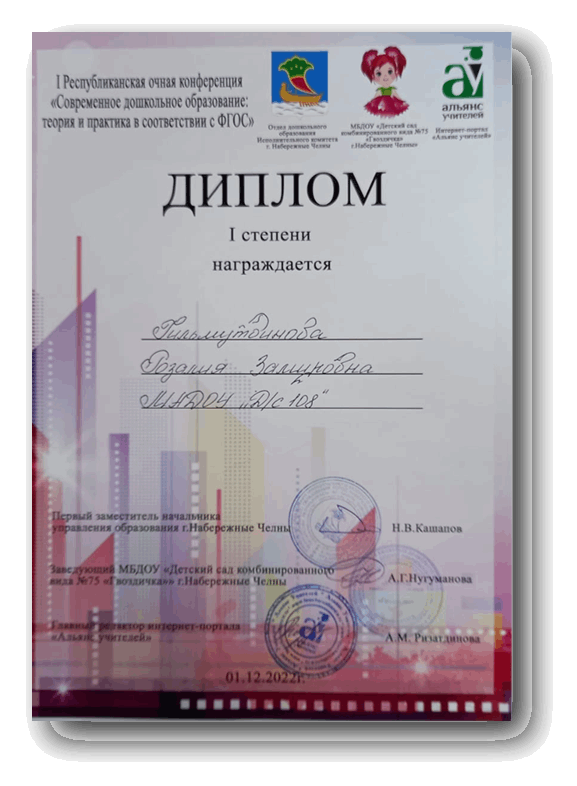 I Республиканская очная конференция
«Современное дошкольное образование:
теория и практика в соответствии с ФГОС»
Отдел дошкольного
образования
Исполнительного комитета
г. Набережные Челны
МБДОУ «Детский сад
комбинированного вида №75
«Гвоздичка»
г.Набережные Челны»
АЛЬЯНС
УЧИТЕЛЕЙ
Интернет-портал
«Альянс учителей»
ДИПЛОМ
I степени
награждается
Гильмутдинова
Розалия Замировна
МАДОУ "Д/с 108"
Первый заместитель начальника
управления образования г.Набережные Челны
Н.В.Кашапов
Заведующий МБДОУ «Детский сад комбинированного
вида №75 «Гвоздичка»» г.Набережные Челны
А.Г.Нугуманова
Главный редактор интернет-портала
«Альянс учителей»
А.М. Ризатдинова
01.12.2022г.